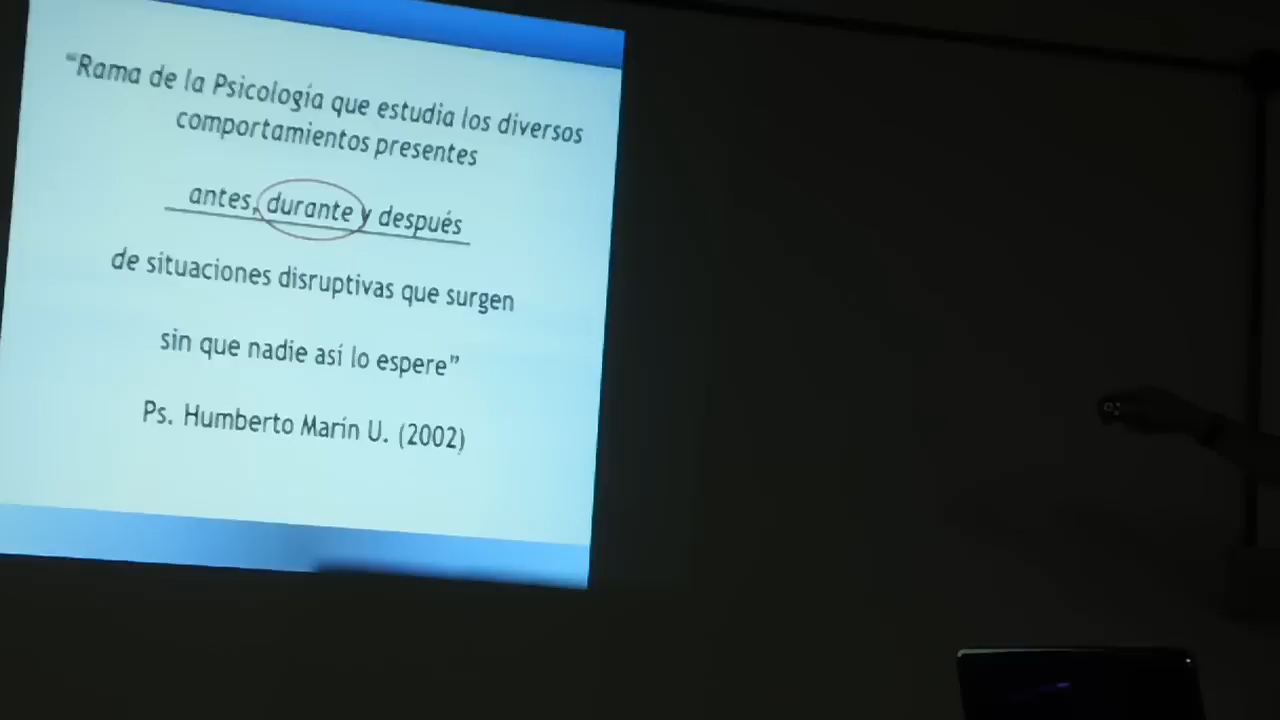 “Rama de la Psicología que estudia los diversos
comportamientos presentes
antes, durante y después
de situaciones disruptivas que surgen
sin que nadie así lo espere”
Ps. Humberto Marín U. (2002)